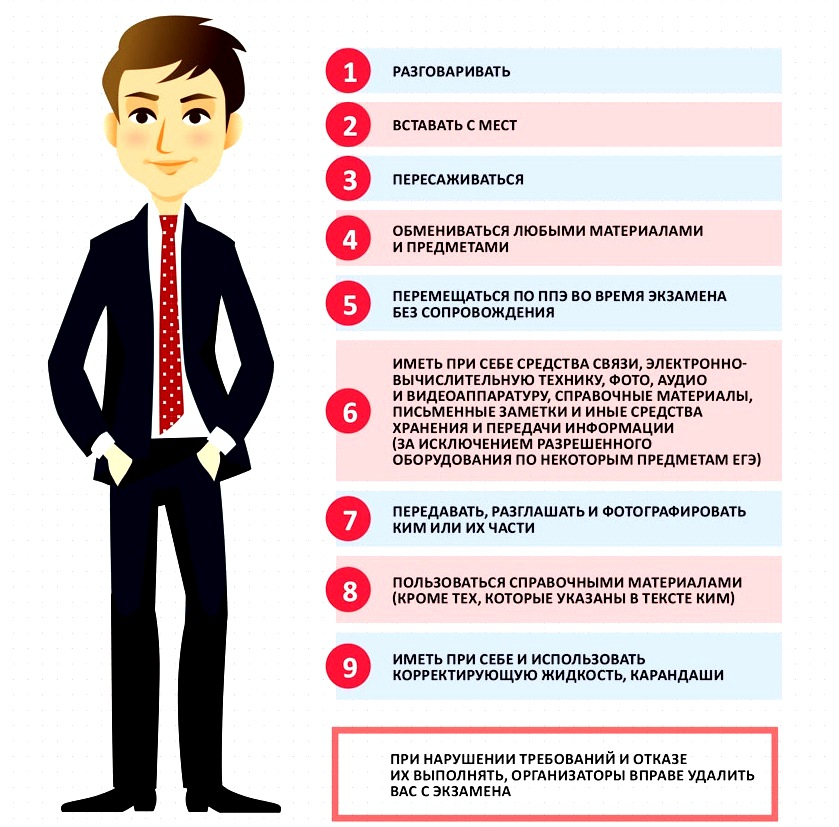 1 РАЗГОВАРИВАТЬ
2 ВСТАВАТЬ С МЕСТ
3 ПЕРЕСАЖИВАТЬСЯ
4 ОБМЕНИВАТЬСЯ ЛЮБЫМИ МАТЕРИАЛАМИ
И ПРЕДМЕТАМИ
5 ПЕРЕМЕЩАТЬСЯ ПО ППЭ ВО ВРЕМЯ ЭКЗАМЕНА
БЕЗ СОПРОВОЖДЕНИЯ
6 ИМЕТЬ ПРИ СЕБЕ СРЕДСТВА СВЯЗИ, ЭЛЕКТРОННО-
ВЫЧИСЛИТЕЛЬНУЮ ТЕХНИКУ, ФОТО, АУДИО
И ВИДЕОАППАРАТУРУ, СПРАВОЧНЫЕ МАТЕРИАЛЫ,
ПИСЬМЕННЫЕ ЗАМЕТКИ И ИНЫЕ СРЕДСТВА
ХРАНЕНИЯ И ПЕРЕДАЧИ ИНФОРМАЦИИ
(ЗА ИСКЛЮЧЕНИЕМ РАЗРЕШЕННОГО
ОБОРУДОВАНИЯ ПО НЕКОТОРЫМ ПРЕДМЕТАМ ЕГЭ)
7 ПЕРЕДАВАТЬ, РАЗГЛАШАТЬ И ФОТОГРАФИРОВАТЬ
КИМ ИЛИ ИХ ЧАСТИ
8 ПОЛЬЗОВАТЬСЯ СПРАВОЧНЫМИ МАТЕРИАЛАМИ
(КРОМЕ ТЕХ, КОТОРЫЕ УКАЗАНЫ В ТЕКСТЕ КИМ)
9 ИМЕТЬ ПРИ СЕБЕ И ИСПОЛЬЗОВАТЬ
КОРРЕКТИРУЮЩУЮ ЖИДКОСТЬ, КАРАНДАШИ
ПРИ НАРУШЕНИИ ТРЕБОВАНИЙ И ОТКАЗЕ
ИХ ВЫПОЛНЯТЬ, ОРГАНИЗАТОРЫ ВПРАВЕ УДАЛИТЬ
ВАС С ЭКЗАМЕНА